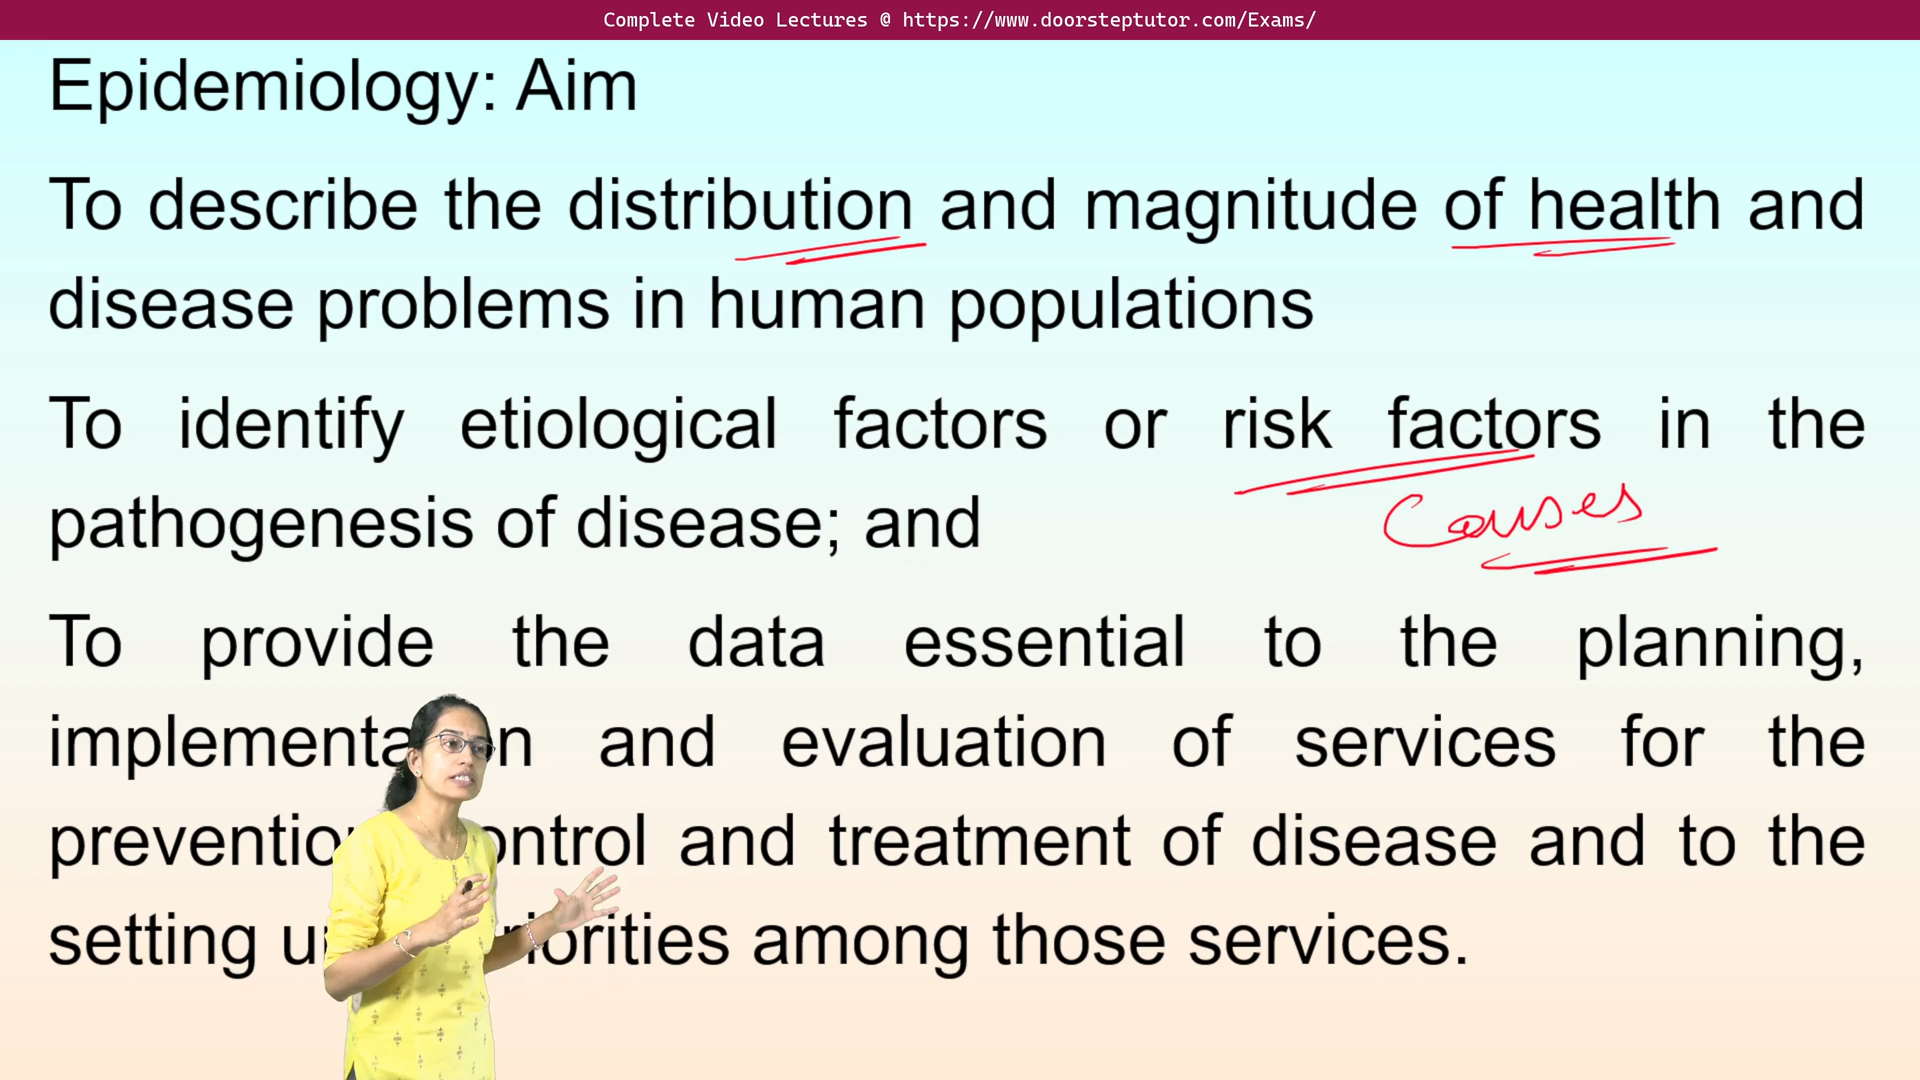 Complete Video Lectures @ https://www.doorsteptutor.com/Exams/
Epidemiology: Aim
To describe the distribution and magnitude of health and
disease problems in human populations
To identify etiological factors or risk factors in the
Causes
pathogenesis of disease; and
To provide the data essential to the planning,
and evaluation of services for the
and treatment of disease and to the
setting among those services.